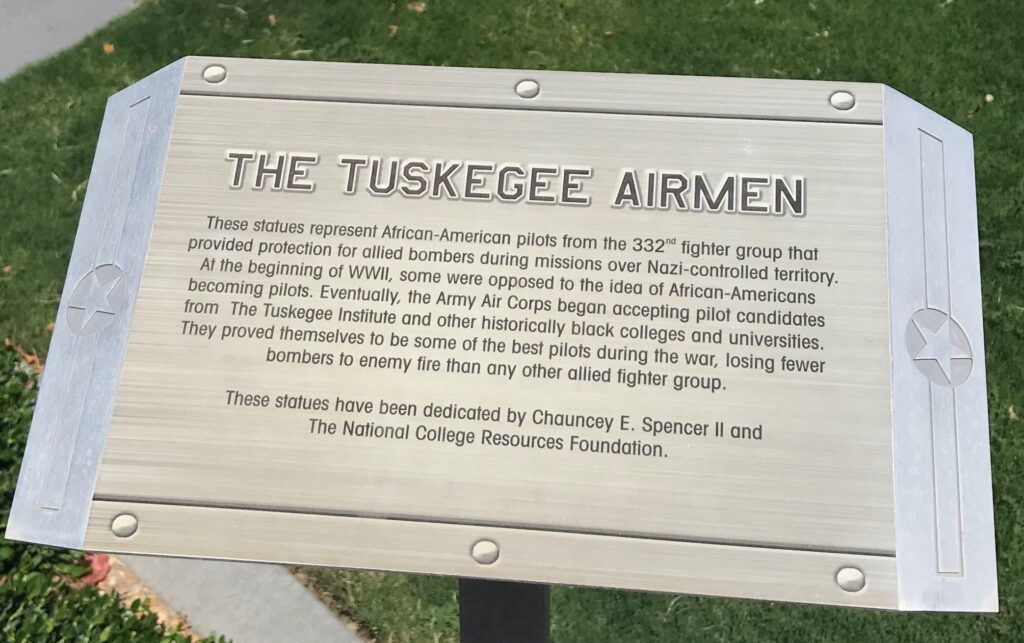 THE TUSKEGEE AIRMEN
These statues represent African-American pilots from the 332nd fighter group that
provided protection for allied bombers during missions over Nazi-controlled territory.
At the beginning of WWII, some were opposed to the idea of African-Americans
becoming pilots. Eventually, the Army Air Corps began accepting pilot candidates
from The Tuskegee Institute and other historically black colleges and universities.
They proved themselves to be some of the best pilots during the war, losing fewer
bombers to enemy fire than any other allied fighter group.
These statues have been dedicated by Chauncey E. Spencer II and
The National College Resources Foundation.